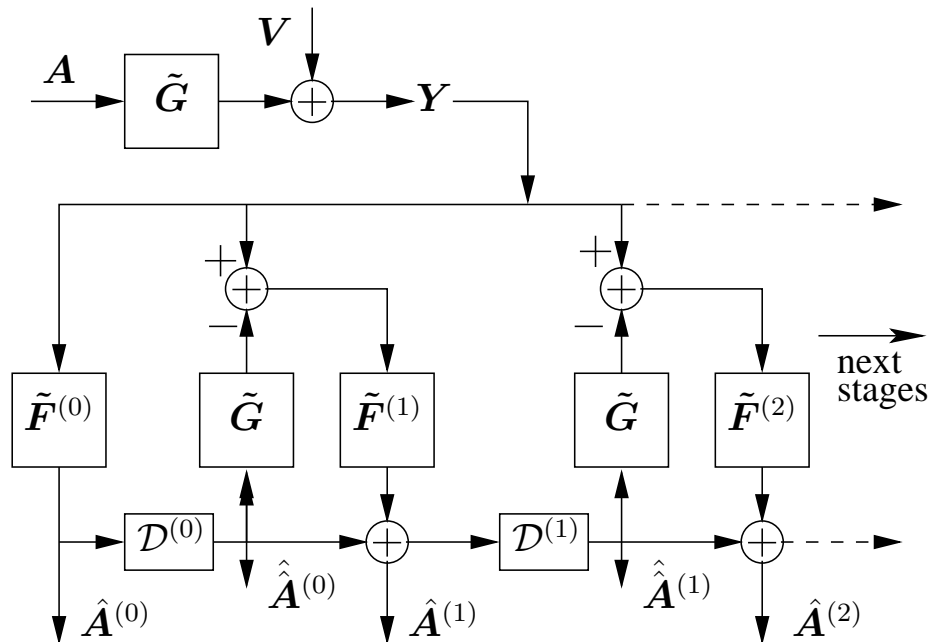 V
A
G̃
+
Y
+
+
+
+
−
−
next
stages
F̃⁽⁰⁾
G̃
F̃⁽¹⁾
G̃
F̃⁽²⁾
𝒟⁽⁰⁾
+
𝒟⁽¹⁾
+
Â⁽⁰⁾
Â̂⁽⁰⁾
Â⁽¹⁾
Â̂⁽¹⁾
Â⁽²⁾